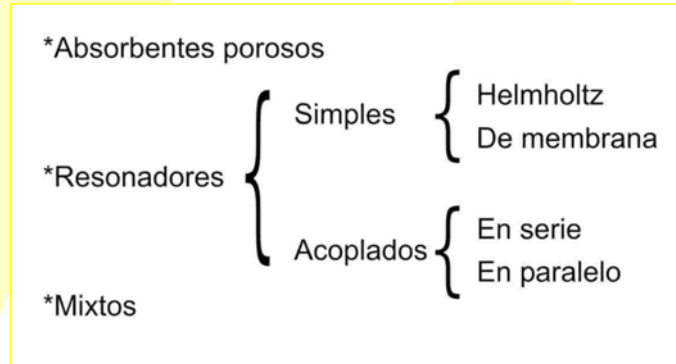 *Absorbentes porosos
Simples
Helmholtz
De membrana
*Resonadores
Acoplados
En serie
En paralelo
*Mixtos